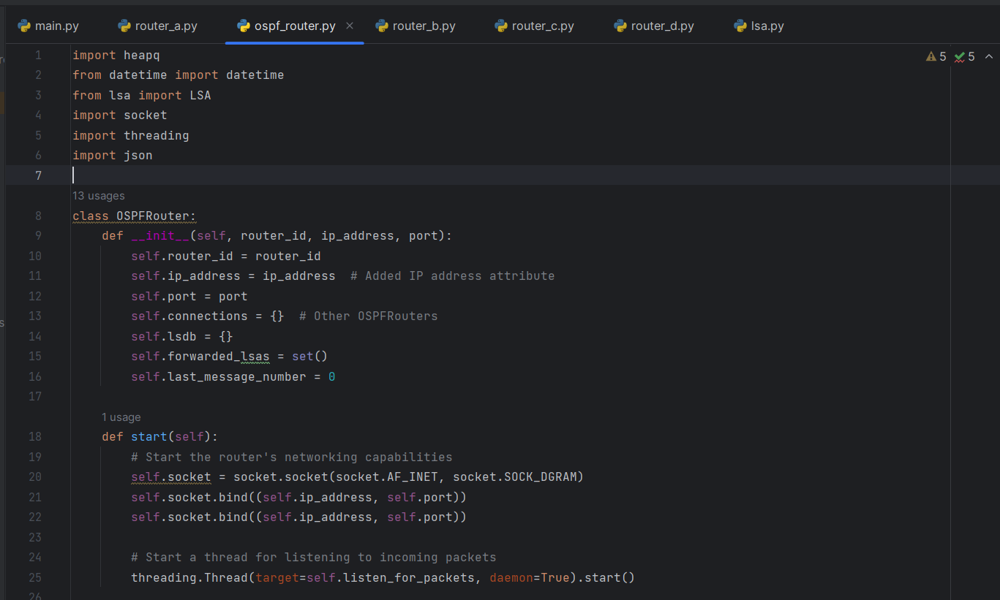 main.py router_a.py ospf_router.py router_b.py router_c.py router_d.py lsa.py
5 5
1 import heapq
2 from datetime import datetime
3 from lsa import LSA
4 import socket
5 import threading
6 import json
7
13 usages
8 class OSPFRouter:
9     def __init__(self, router_id, ip_address, port):
10         self.router_id = router_id
11         self.ip_address = ip_address  # Added IP address attribute
12         self.port = port
13         self.connections = {}  # Other OSPFRouters
14         self.lsdb = {}
15         self.forwarded_lsas = set()
16         self.last_message_number = 0
17
1 usage
18     def start(self):
19         # Start the router's networking capabilities
20         self.socket = socket.socket(socket.AF_INET, socket.SOCK_DGRAM)
21         self.socket.bind((self.ip_address, self.port))
22         self.socket.bind((self.ip_address, self.port))
23
24         # Start a thread for listening to incoming packets
25         threading.Thread(target=self.listen_for_packets, daemon=True).start()
26